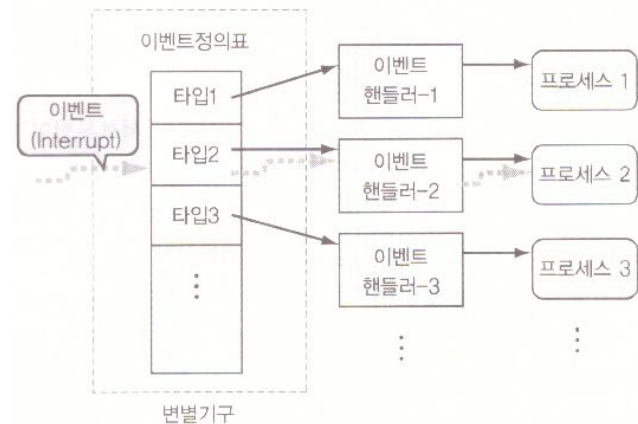 이벤트정의표
이벤트
(Interrupt)
타입1
타입2
타입3
이벤트
핸들러-1
이벤트
핸들러-2
이벤트
핸들러-3
프로세스 1
프로세스 2
프로세스 3
변별기구